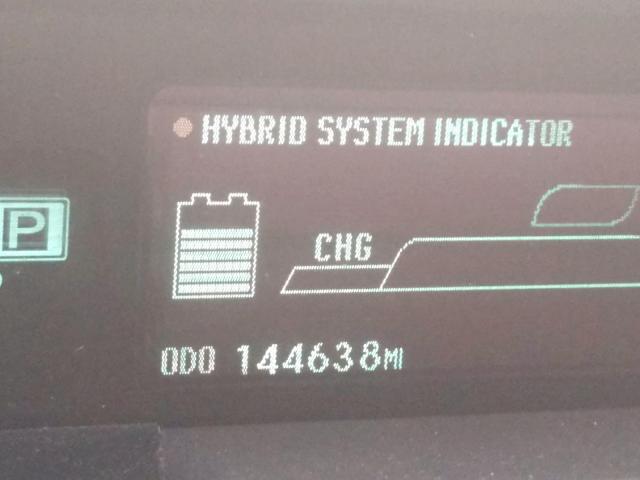 HYBRID SYSTEM INDICATOR
P
CHG
ODO 144638MI